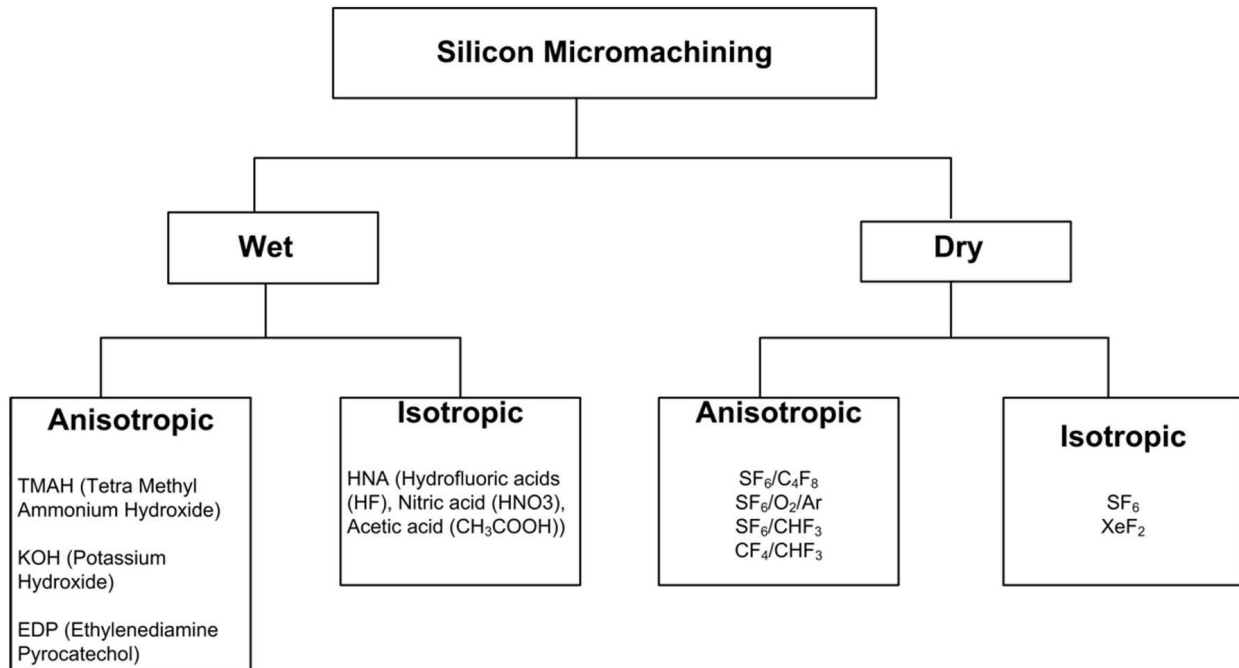 Silicon Micromachining
Wet
Dry
Anisotropic
TMAH (Tetra Methyl
Ammonium Hydroxide)
KOH (Potassium
Hydroxide)
EDP (Ethylenediamine
Pyrocatechol)
Isotropic
HNA (Hydrofluoric acids
(HF), Nitric acid (HNO3),
Acetic acid (CH₃COOH))
Anisotropic
SF₆/C₄F₈
SF₆/O₂/Ar
SF₆/CHF₃
CF₄/CHF₃
Isotropic
SF₆
XeF₂